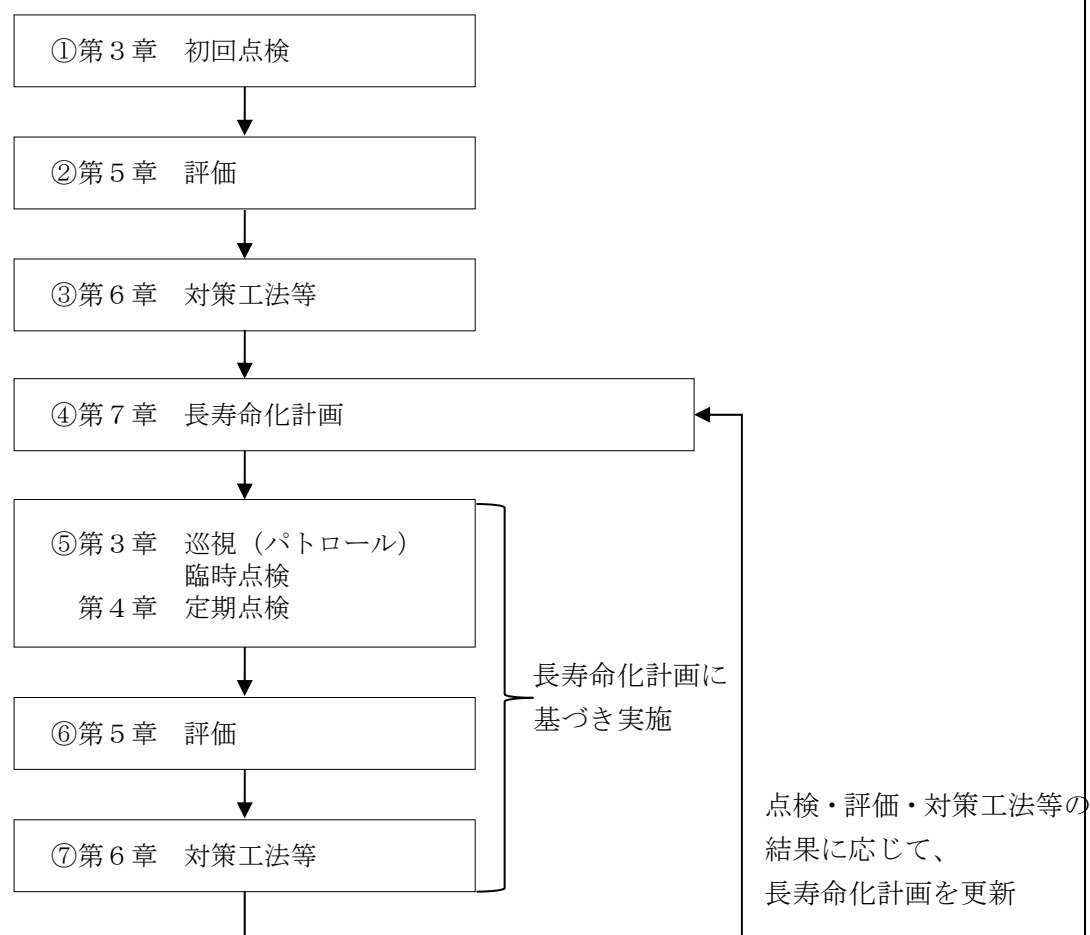 ①第３章　初回点検
②第５章　評価
③第６章　対策工法等
④第７章　長寿命化計画
⑤第３章　巡視（パトロール）
臨時点検
第４章　定期点検
長寿命化計画に
基づき実施
⑥第５章　評価
⑦第６章　対策工法等
点検・評価・対策工法等の
結果に応じて、
長寿命化計画を更新